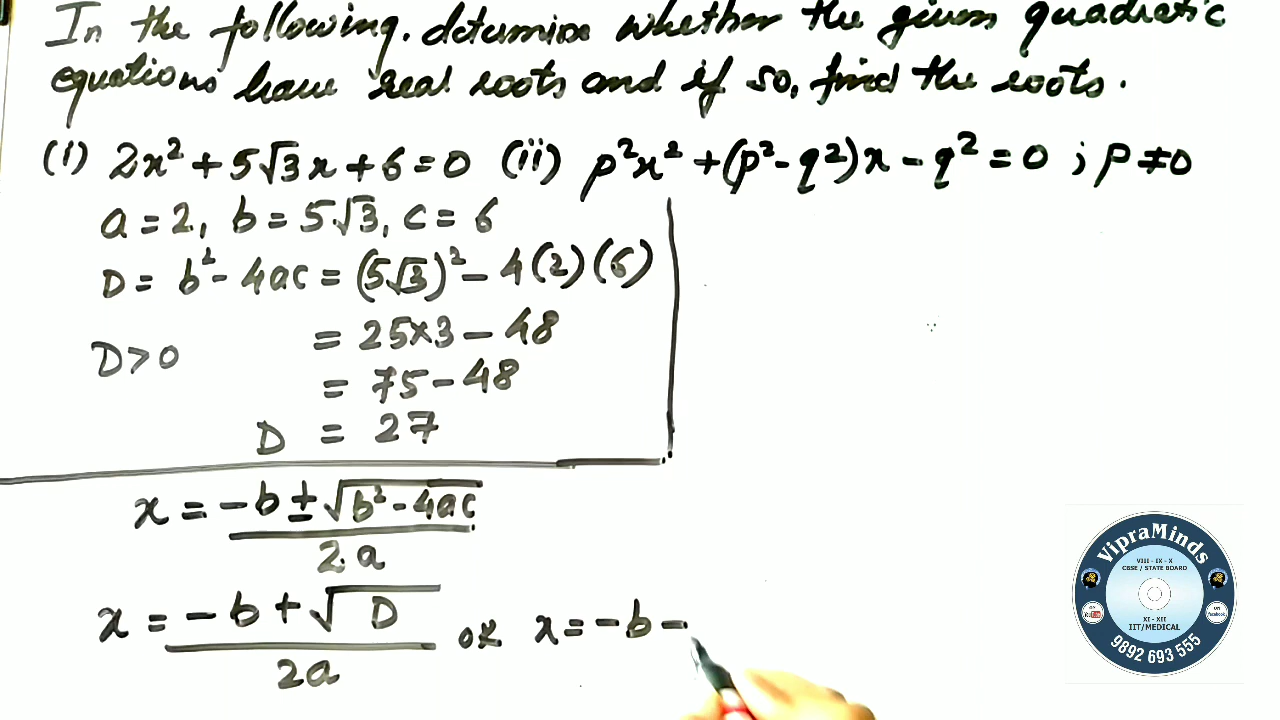 In the following. determine whether the given quadratic
equations have real roots and if so, find the roots.
(i) 2x² + 5√3x + 6 = 0 (ii) p²x² + (p² - q²)x - q² = 0 ; p ≠ 0
a = 2, b = 5√3, c = 6
D = b² - 4ac = (5√3)² - 4(2)(6)
= 25×3 - 48
D > 0
= 75 - 48
D = 27
x = -b ± √b² - 4ac
2a
x = -b + √D or x = -b -
2a
VipraMinds
VIII - IX - X
CBSE / STATE BOARD
XI - XII
IIT/MEDICAL
9892 693 555